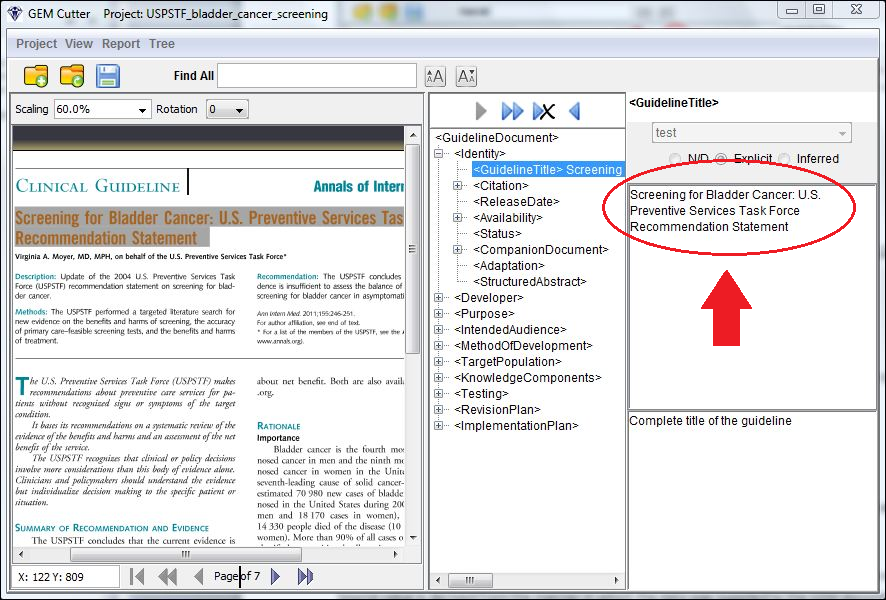 GEM Cutter Project: USPSTF_bladder_cancer_screening
Project View Report Tree
Find All
Scaling 60.0% Rotation 0
CLINICAL GUIDELINE
Annals of Intern
Screening for Bladder Cancer: U.S. Preventive Services Tas
Recommendation Statement
Virginia A. Moyer, MD, MPH, on behalf of the U.S. Preventive Services Task Force*
Description: Update of the 2004 U.S. Preventive Services Task
Force (USPSTF) recommendation statement on screening for blad-
der cancer.
Methods: The USPSTF performed a targeted literature search for
new evidence on the benefits and harms of screening, the accuracy
of primary care–feasible screening tests, and the benefits and harms
of treatment.
Recommendation: The USPSTF concludes
dence is insufficient to assess the balance of
screening for bladder cancer in asymptomati
Ann Intern Med. 2011;155:246-251.
For author affiliation, see end of text.
* For a list of the members of the USPSTF, see the A
www.annals.org).
The U.S. Preventive Services Task Force (USPSTF) makes
recommendations about preventive care services for pa-
tients without recognized signs or symptoms of the target
condition.
It bases its recommendations on a systematic review of the
evidence of the benefits and harms and an assessment of the net
benefit of the service.
The USPSTF recognizes that clinical or policy decisions
involve more considerations than this body of evidence alone.
Clinicians and policymakers should understand the evidence
but individualize decision making to the specific patient or
situation.
SUMMARY OF RECOMMENDATION AND EVIDENCE
The USPSTF concludes that the current evidence is
about net benefit. Both are also availa
.org.
RATIONALE
Importance
Bladder cancer is the fourth mos
nosed cancer in men and the ninth mo
nosed cancer in women in the Unite
seventh-leading cause of solid cancer-
estimated 70 980 new cases of bladde
nosed in the United States during 200
men and 18 170 cases in women),
14 330 people died of the disease (10
women). More than 90% of all cases o
X: 122 Y: 809
Page of 7
<GuidelineDocument>
<Identity>
<GuidelineTitle> Screening
<Citation>
<ReleaseDate>
<Availability>
<Status>
<CompanionDocument>
<Adaptation>
<StructuredAbstract>
<Developer>
<Purpose>
<IntendedAudience>
<MethodOfDevelopment>
<TargetPopulation>
<KnowledgeComponents>
<Testing>
<RevisionPlan>
<ImplementationPlan>
<GuidelineTitle>
test
N/D Explicit Inferred
Screening for Bladder Cancer: U.S.
Preventive Services Task Force
Recommendation Statement
Complete title of the guideline